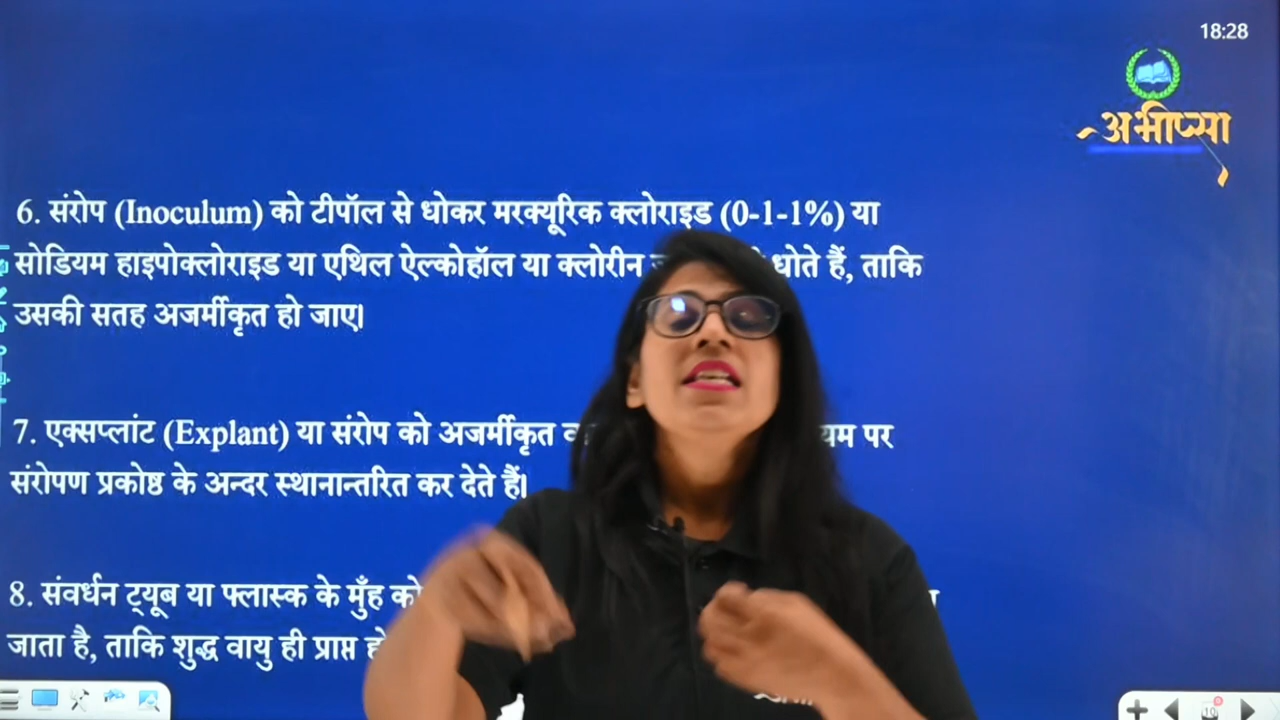 18:28
अभीप्सा
6. संरोप (Inoculum) को टीपॉल से धोकर मरक्यूरिक क्लोराइड (0-1-1%) या
सोडियम हाइपोक्लोराइड या एथिल ऐल्कोहॉल या क्लोरीन धोते हैं, ताकि
उसकी सतह अजर्मीकृत हो जाए।
7. एक्सप्लांट (Explant) या संरोप को अजर्मीकृत पर
संरोपण प्रकोष्ठ के अन्दर स्थानान्तरित कर देते हैं।
8. संवर्धन ट्यूब या फ्लास्क के मुँह को
जाता है, ताकि शुद्ध वायु ही प्राप्त
10